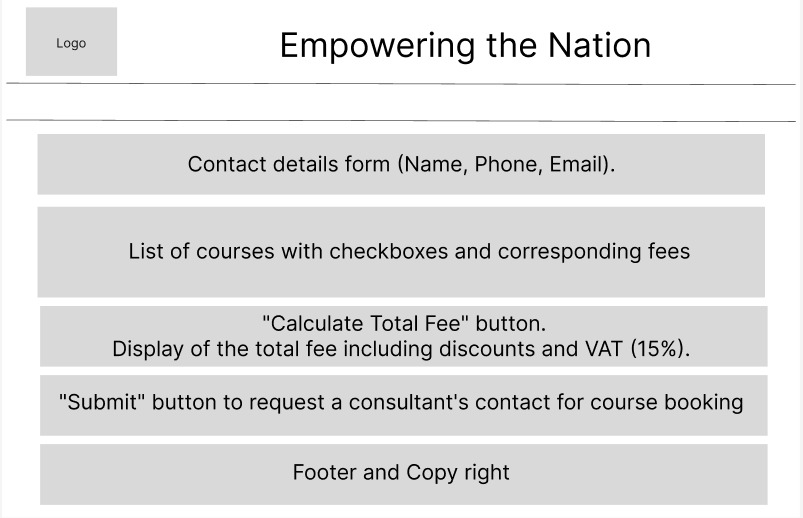 Logo
Empowering the Nation
Contact details form (Name, Phone, Email).
List of courses with checkboxes and corresponding fees
"Calculate Total Fee" button.
Display of the total fee including discounts and VAT (15%).
"Submit" button to request a consultant's contact for course booking
Footer and Copy right